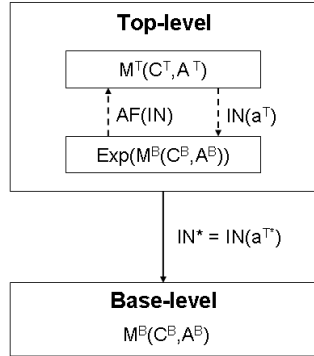 Top-level
Mᵀ(Cᵀ,Aᵀ)
AF(IN) IN(aᵀ)
Exp(Mᴮ(Cᴮ,Aᴮ))
IN* = IN(aᵀ*)
Base-level
Mᴮ(Cᴮ,Aᴮ)